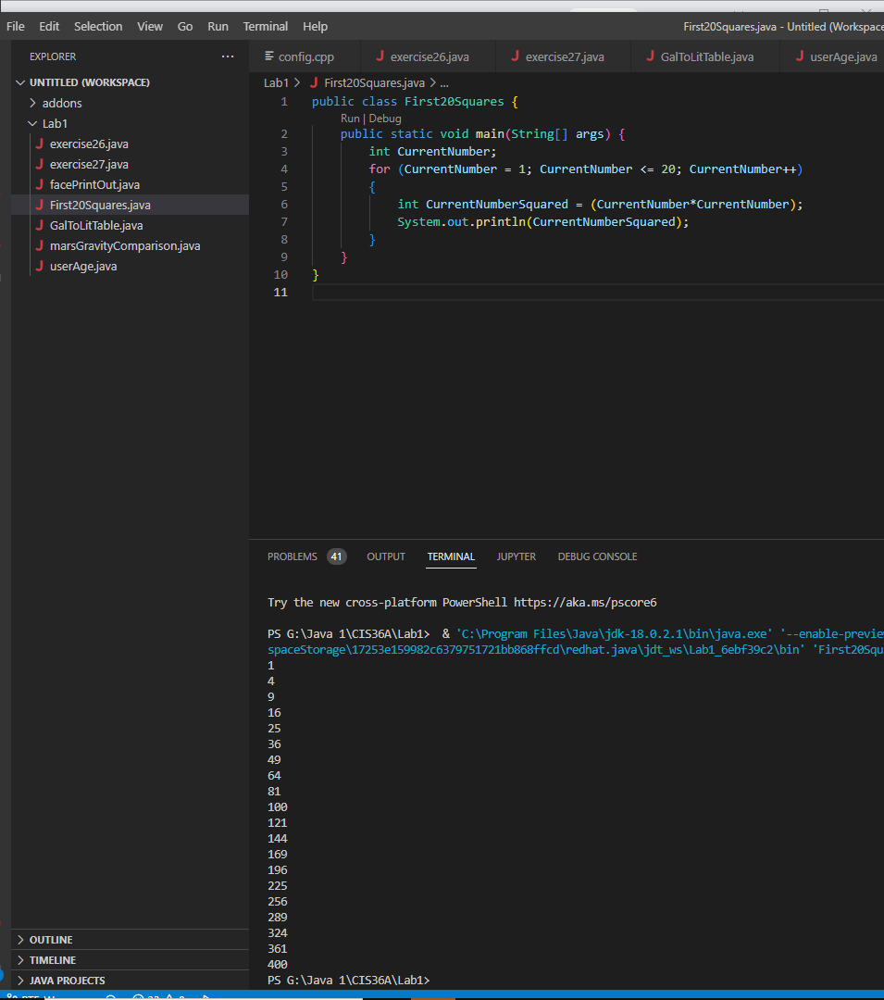 File Edit Selection View Go Run Terminal Help First20Squares.java - Untitled (Workspace
EXPLORER ...
config.cpp J exercise26.java J exercise27.java J GalToLitTable.java J userAge.java
UNTITLED (WORKSPACE)
addons
Lab1
J exercise26.java
J exercise27.java
J facePrintOut.java
J First20Squares.java
J GalToLitTable.java
J marsGravityComparison.java
J userAge.java
OUTLINE
TIMELINE
JAVA PROJECTS
Lab1 > J First20Squares.java > ...
1 public class First20Squares {
Run | Debug
2 public static void main(String[] args) {
3 int CurrentNumber;
4 for (CurrentNumber = 1; CurrentNumber <= 20; CurrentNumber++)
5 {
6 int CurrentNumberSquared = (CurrentNumber*CurrentNumber);
7 System.out.println(CurrentNumberSquared);
8 }
9 }
10 }
11
PROBLEMS 41 OUTPUT TERMINAL JUPYTER DEBUG CONSOLE
Try the new cross-platform PowerShell https://aka.ms/pscore6
PS G:\Java 1\CIS36A\Lab1> & 'C:\Program Files\Java\jdk-18.0.2.1\bin\java.exe' '--enable-previe
spaceStorage\17253e159982c6379751721bb868ffcd\redhat.java\jdt_ws\Lab1_6ebf39c2\bin' 'First20Squ
1
4
9
16
25
36
49
64
81
100
121
144
169
196
225
256
289
324
361
400
PS G:\Java 1\CIS36A\Lab1>